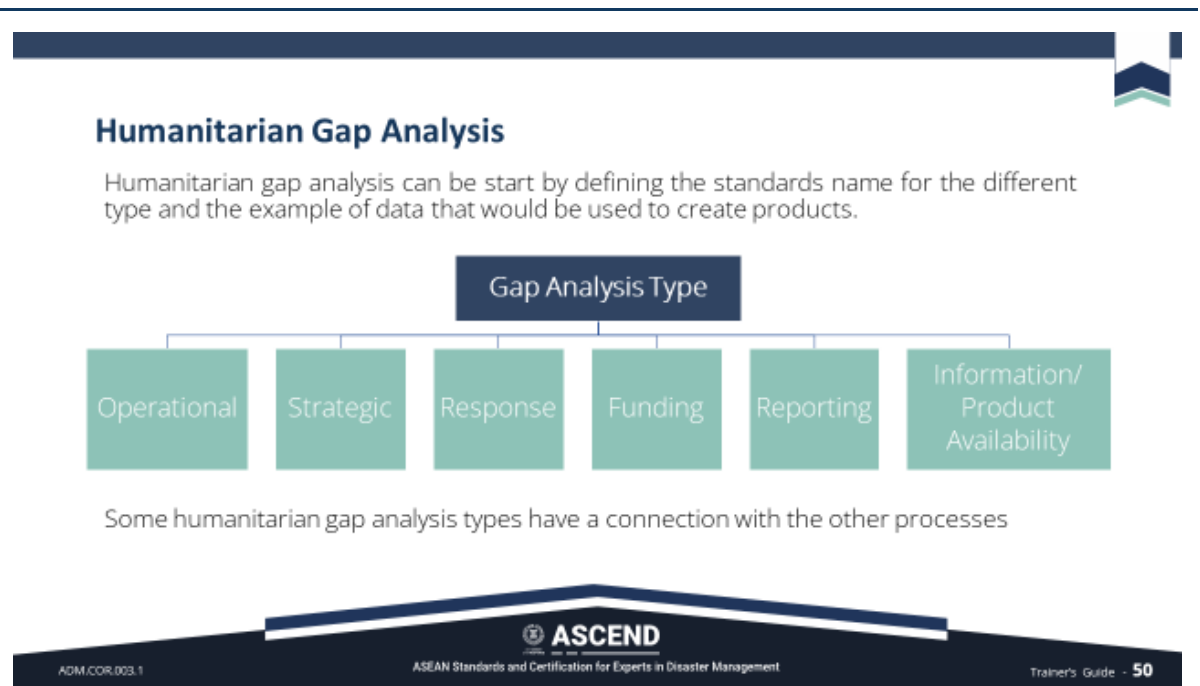 Humanitarian Gap Analysis
Humanitarian gap analysis can be start by defining the standards name for the different
type and the example of data that would be used to create products.
Gap Analysis Type
Operational
Strategic
Response
Funding
Reporting
Information/
Product
Availability
Some humanitarian gap analysis types have a connection with the other processes
ASCEND
ASEAN Standards and Certification for Experts in Disaster Management
ADM.COR.003.1
Trainer's Guide - 50